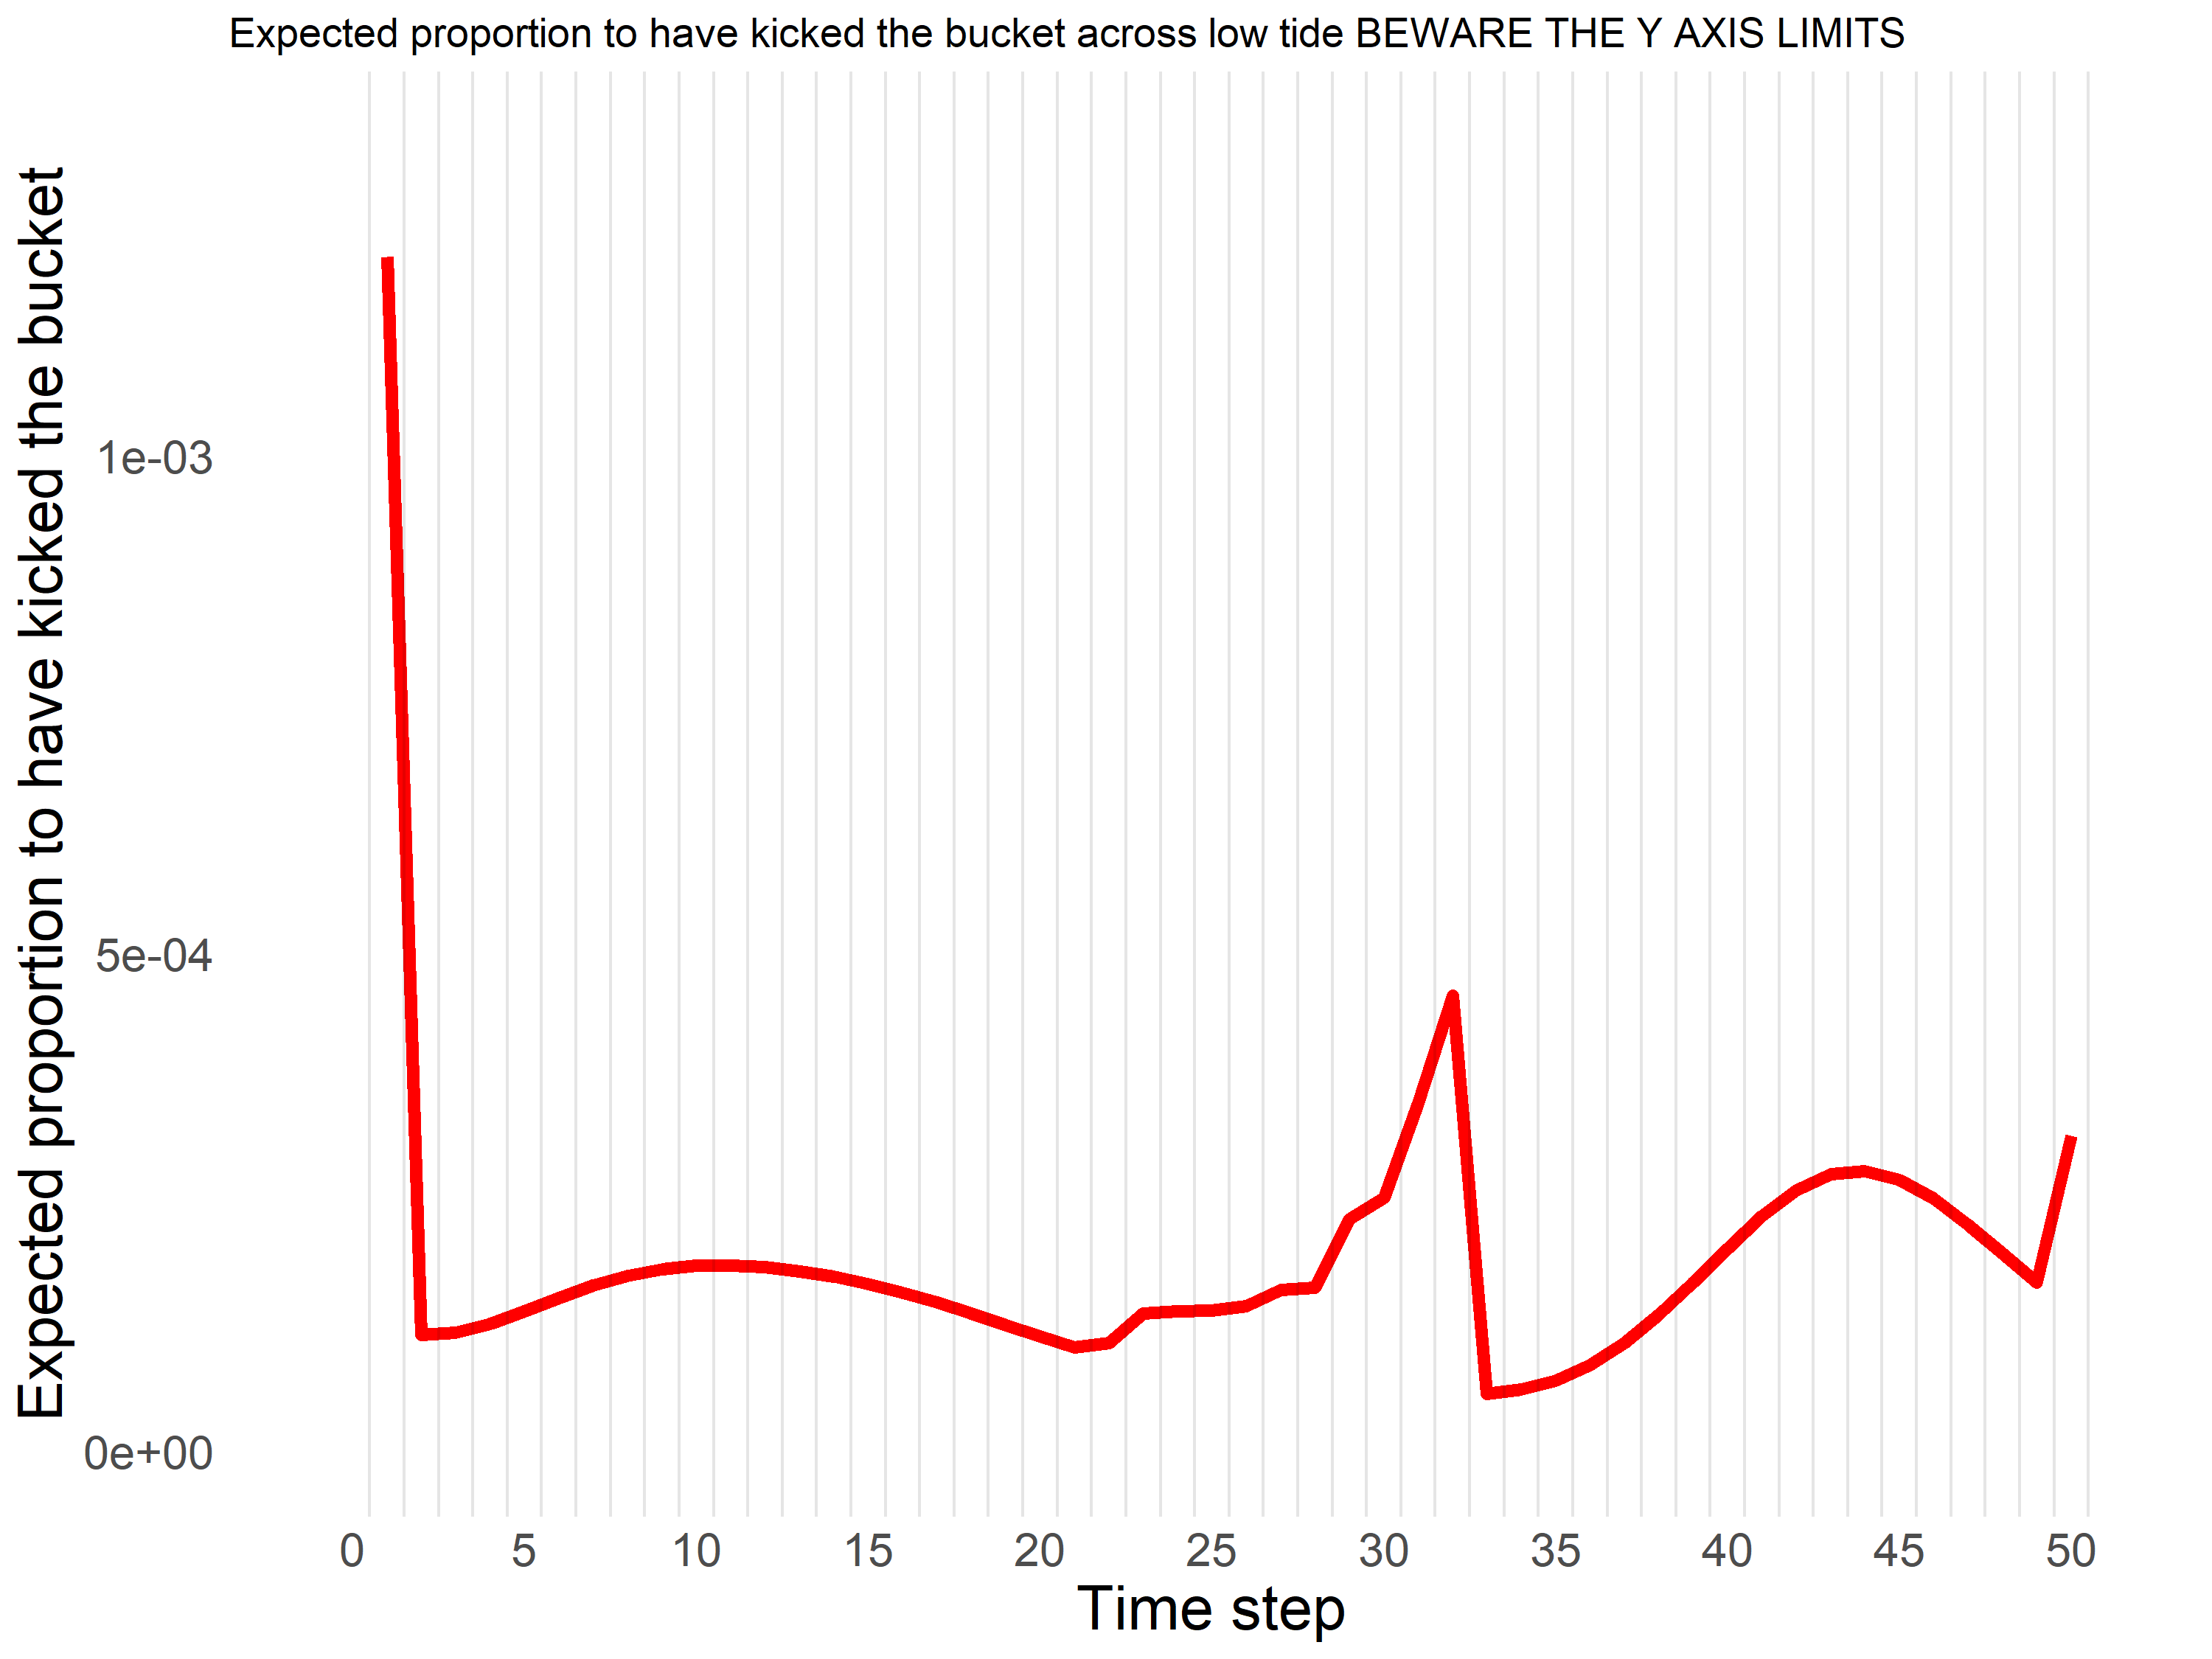 Expected proportion to have kicked the bucket across low tide BEWARE THE Y AXIS LIMITS
Expected proportion to have kicked the bucket
1e-03
5e-04
0e+00
0 5 10 15 20 25 30 35 40 45 50
Time step